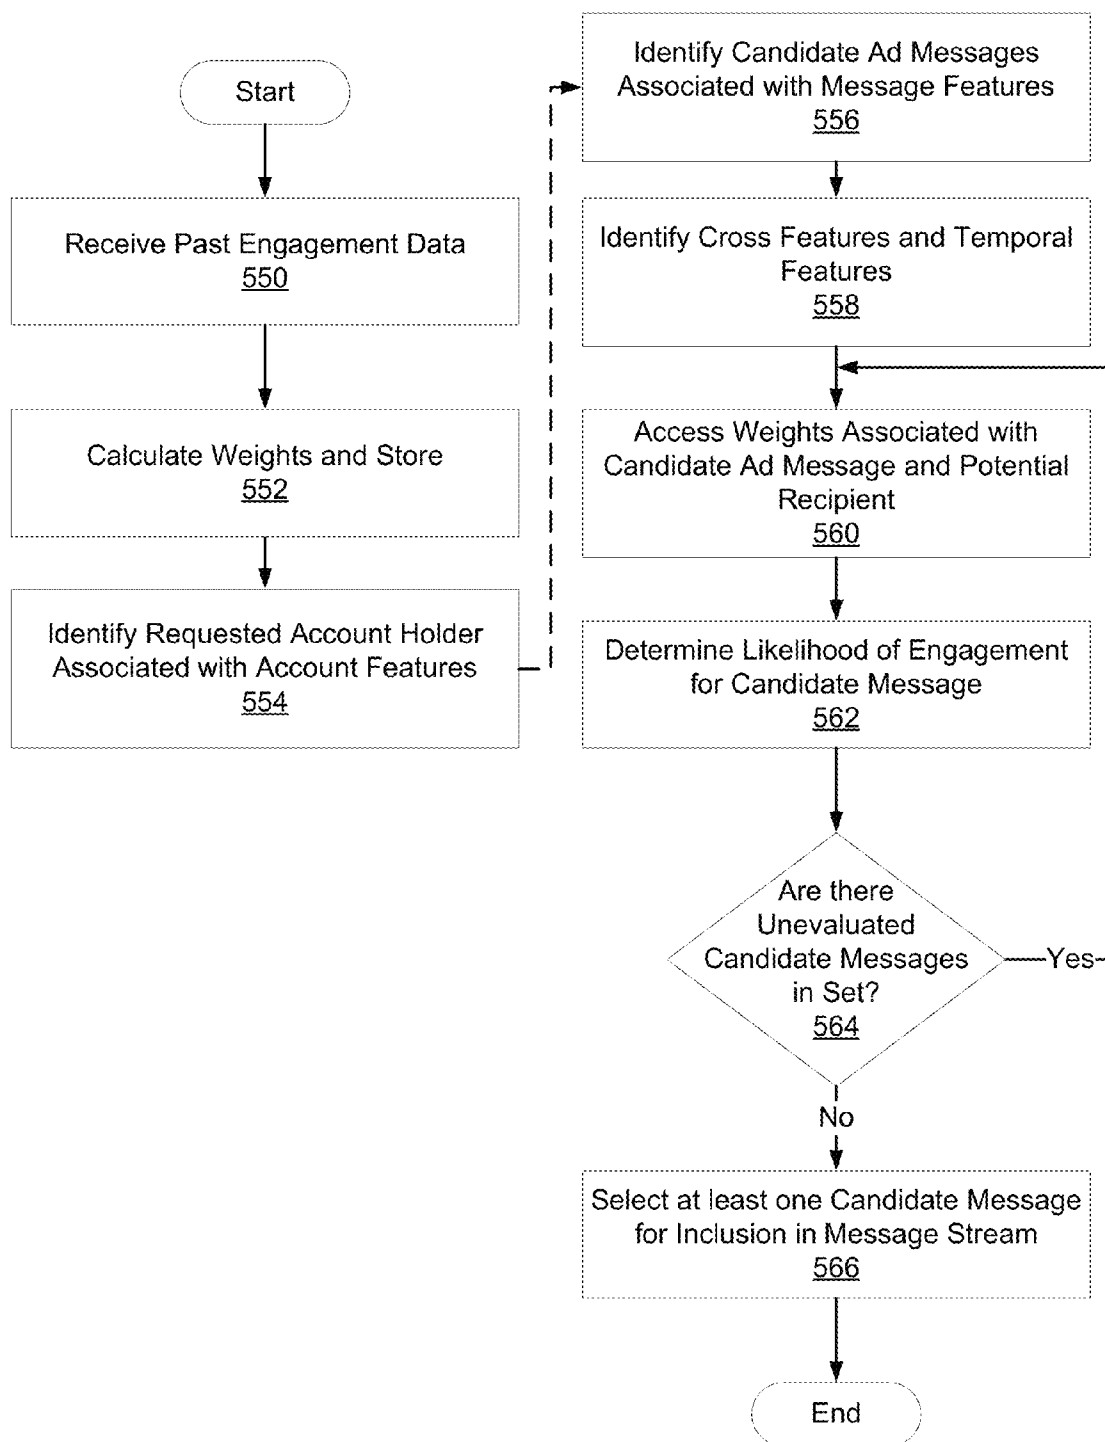 Start
Receive Past Engagement Data
550
Calculate Weights and Store
552
Identify Requested Account Holder
Associated with Account Features
554
Identify Candidate Ad Messages
Associated with Message Features
556
Identify Cross Features and Temporal
Features
558
Access Weights Associated with
Candidate Ad Message and Potential
Recipient
560
Determine Likelihood of Engagement
for Candidate Message
562
Are there
Unevaluated
Candidate Messages
in Set?
564
Yes
No
Select at least one Candidate Message
for Inclusion in Message Stream
566
End